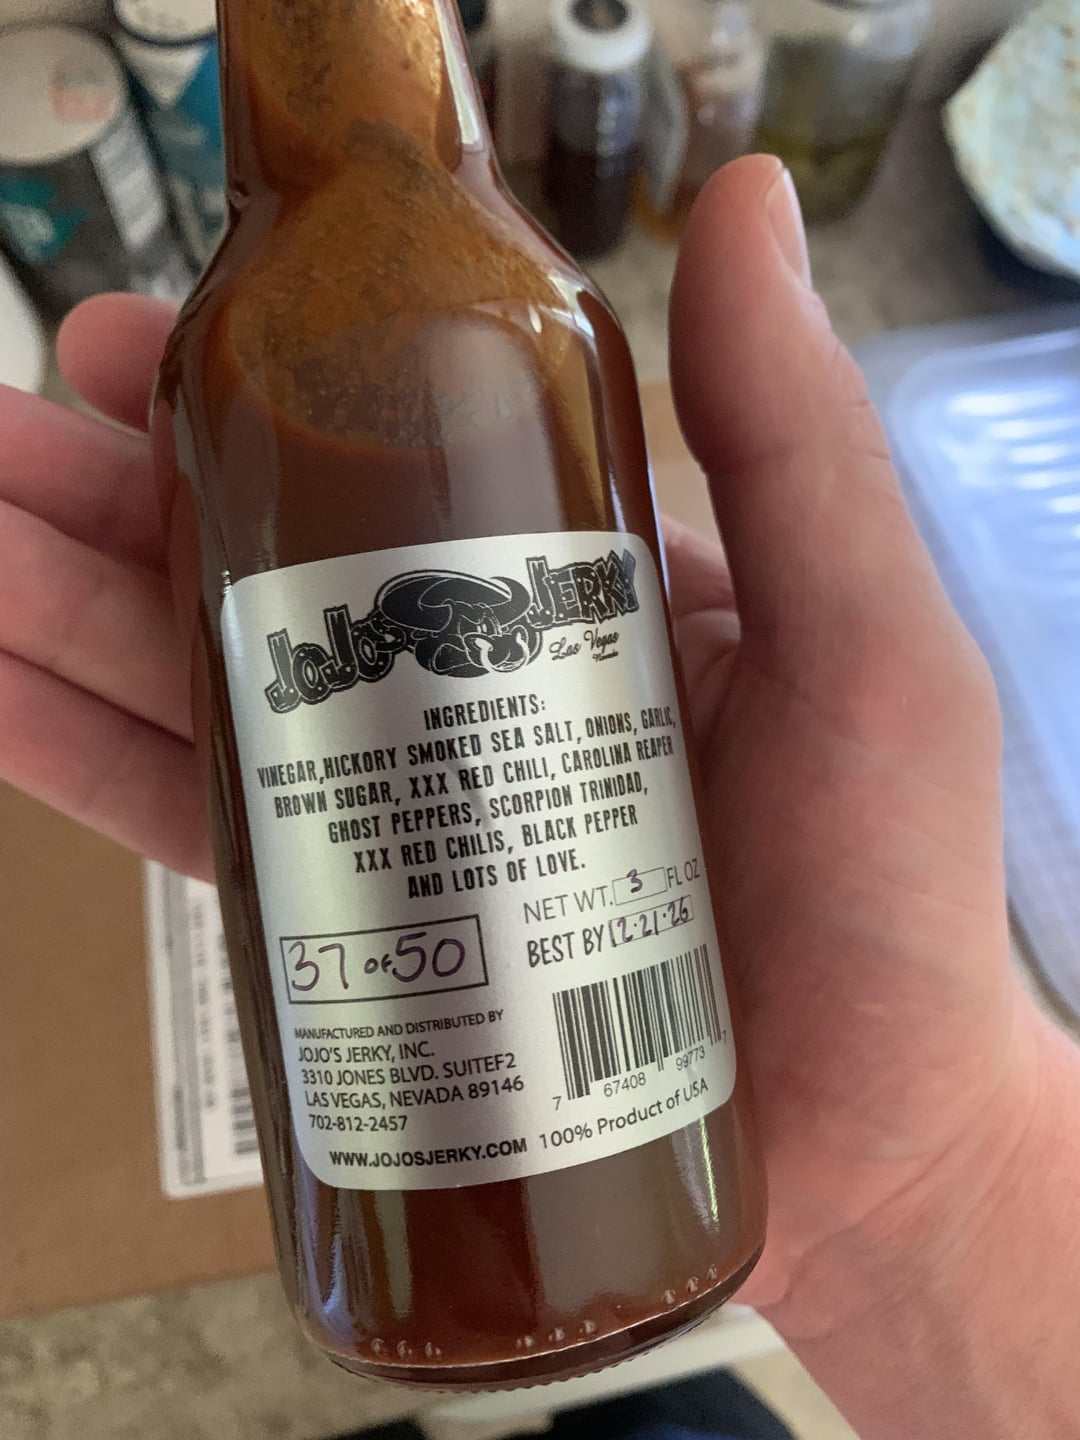 JOJO'S JERKY
Las Vegas
Nevada
INGREDIENTS:
VINEGAR,HICKORY SMOKED SEA SALT, ONIONS, GARLIC,
BROWN SUGAR, XXX RED CHILI, CAROLINA REAPER
GHOST PEPPERS, SCORPION TRINIDAD,
XXX RED CHILIS, BLACK PEPPER
AND LOTS OF LOVE.
NET WT. 3 FL OZ
BEST BY 12·21·26
37 of 50
MANUFACTURED AND DISTRIBUTED BY
JOJO'S JERKY, INC.
3310 JONES BLVD. SUITEF2
LAS VEGAS, NEVADA 89146
702-812-2457
WWW.JOJOSJERKY.COM
7 67408 99773 7
100% Product of USA